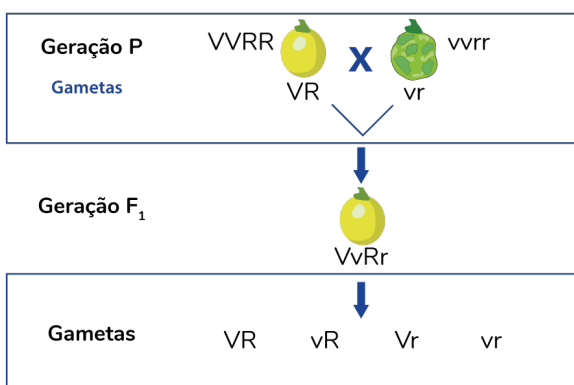 Geração P VVRR X vvrr
Gametas VR vr
Geração F1
VvRr
Gametas VR vR Vr vr